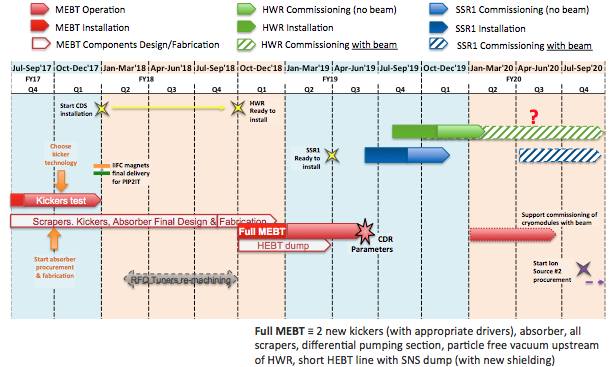 MEBT Operation
HWR Commissioning (no beam)
SSR1 Commissioning (no beam)
MEBT Installation
HWR Installation
SSR1 Installation
MEBT Components Design/Fabrication
HWR Commissioning with beam
SSR1 Commissioning with beam
Jul-Sep'17 Oct-Dec'17 Jan-Mar'18 Apr-Jun'18 Jul-Sep'18 Oct-Dec'18 Jan-Mar'19 Apr-Jun'19 Jul-Sep'19 Oct-Dec'19 Jan-Mar'20 Apr-Jun'20 Jul-Sep'20
FY17 FY18 FY19 FY20
Q4 Q1 Q2 Q3 Q4 Q1 Q2 Q3 Q4 Q1 Q2 Q3 Q4
Start CDS
installation
HWR
Ready to
install
?
Choose
kicker
technology
SSR1
Ready to
install
IIFC magnets
final delivery
for PIP2IT
Kickers test
Scrapers, Kickers, Absorber Final Design & Fabrication
Full MEBT
CDR
Parameters
HEBT dump
Support commissioning of
cryomodules with beam
Start absorber
procurement
& fabrication
RFQ Tuners re-machining
Start Ion
Source #2
procurement
Full MEBT ≡ 2 new kickers (with appropriate drivers), absorber, all
scrapers, differential pumping section, particle free vacuum upstream
of HWR, short HEBT line with SNS dump (with new shielding)